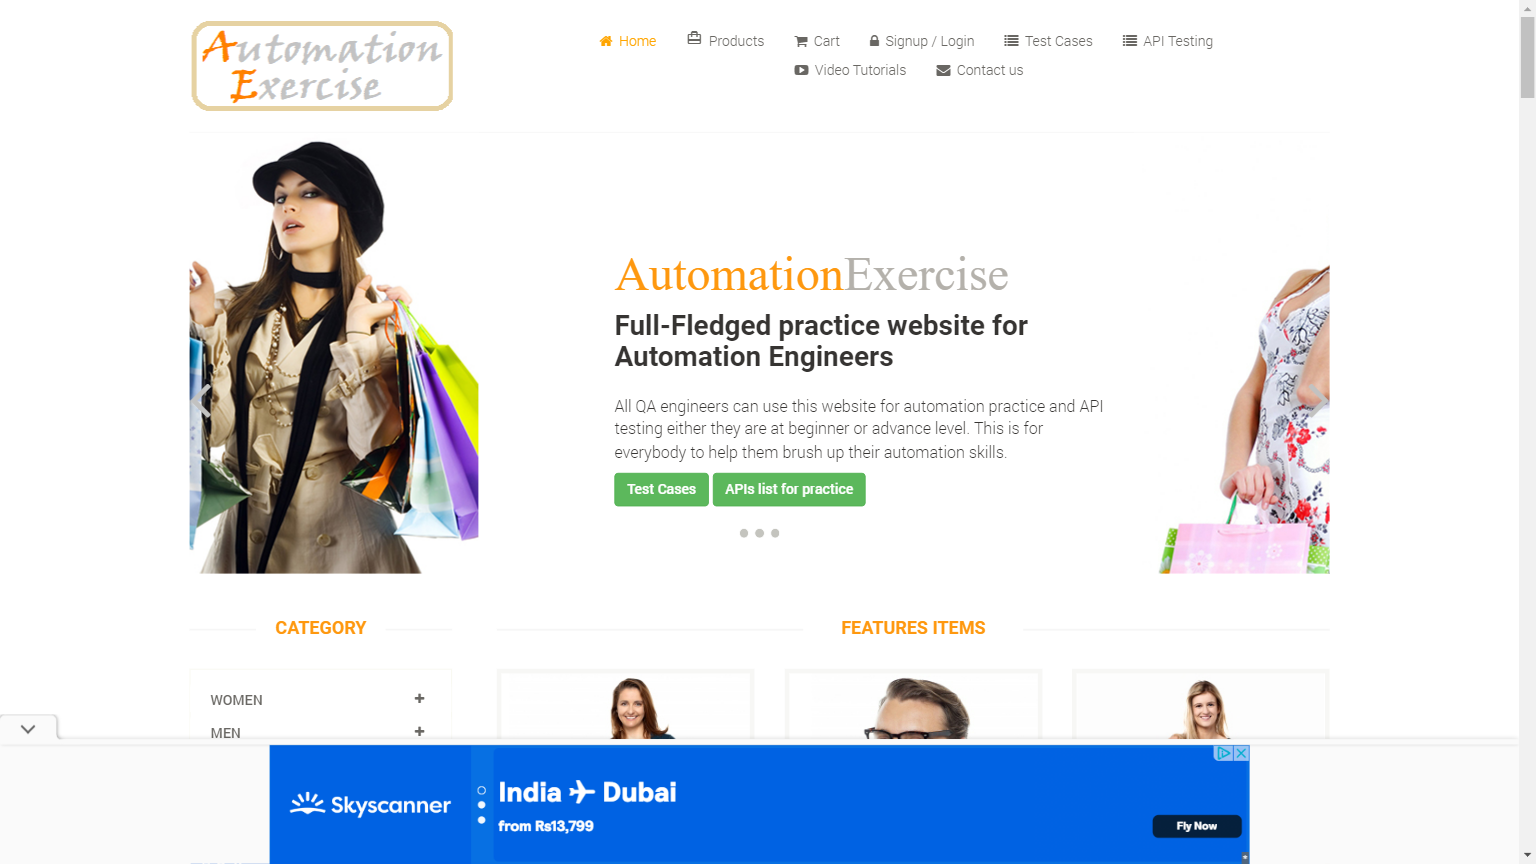 Automation
Exercise
Home
Products
Cart
Signup / Login
Test Cases
API Testing
Video Tutorials
Contact us
AutomationExercise
Full-Fledged practice website for
Automation Engineers
All QA engineers can use this website for automation practice and API
testing either they are at beginner or advance level. This is for
everybody to help them brush up their automation skills.
Test Cases
APIs list for practice
CATEGORY
FEATURES ITEMS
WOMEN
MEN
Skyscanner
India Dubai
from Rs13,799
Fly Now